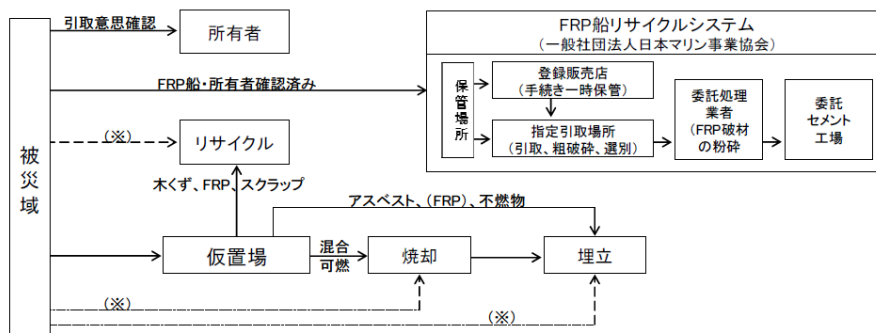 引取意思確認
所有者
FRP船リサイクルシステム
(一般社団法人日本マリン事業協会)
FRP船・所有者確認済み
保管場所
登録販売店
(手続き一時保管)
指定引取場所
(引取、粗破砕、選別)
委託処理
業者
(FRP破材
の粉砕)
委託
セメント
工場
(※)
リサイクル
被災域
木くず、FRP、スクラップ
アスベスト、(FRP)、不燃物
仮置場
混合
可燃
焼却
埋立
(※)
(※)